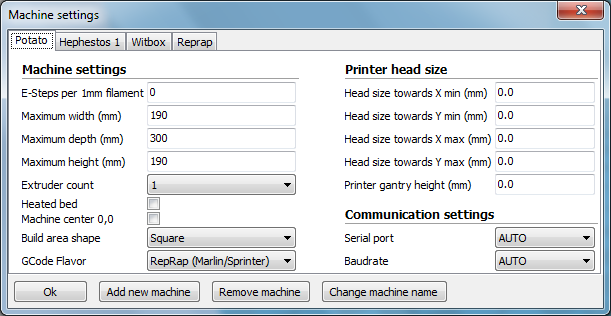 Machine settings
Potato Hephestos 1 Witbox Reprap
Machine settings
E-Steps per 1mm filament 0
Maximum width (mm) 190
Maximum depth (mm) 300
Maximum height (mm) 190
Extruder count 1
Heated bed
Machine center 0,0
Build area shape Square
GCode Flavor RepRap (Marlin/Sprinter)
Printer head size
Head size towards X min (mm) 0.0
Head size towards Y min (mm) 0.0
Head size towards X max (mm) 0.0
Head size towards Y max (mm) 0.0
Printer gantry height (mm) 0.0
Communication settings
Serial port AUTO
Baudrate AUTO
Ok Add new machine Remove machine Change machine name